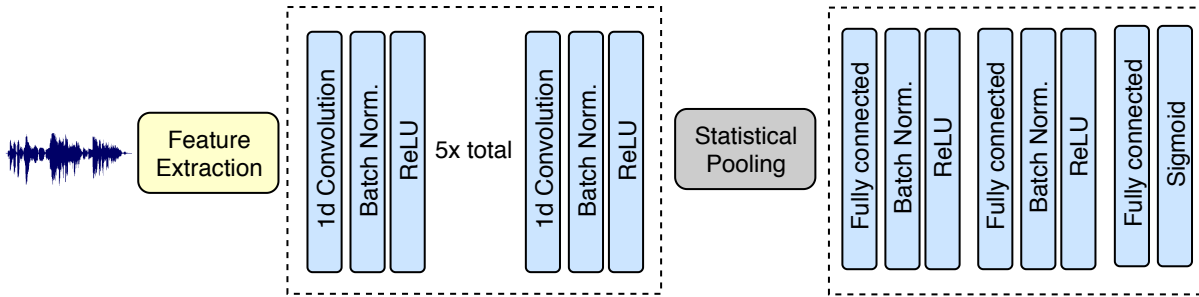 Feature
Extraction
1d Convolution
Batch Norm.
ReLU
5x total
1d Convolution
Batch Norm.
ReLU
Statistical
Pooling
Fully connected
Batch Norm.
ReLU
Fully connected
Batch Norm.
ReLU
Fully connected
Sigmoid